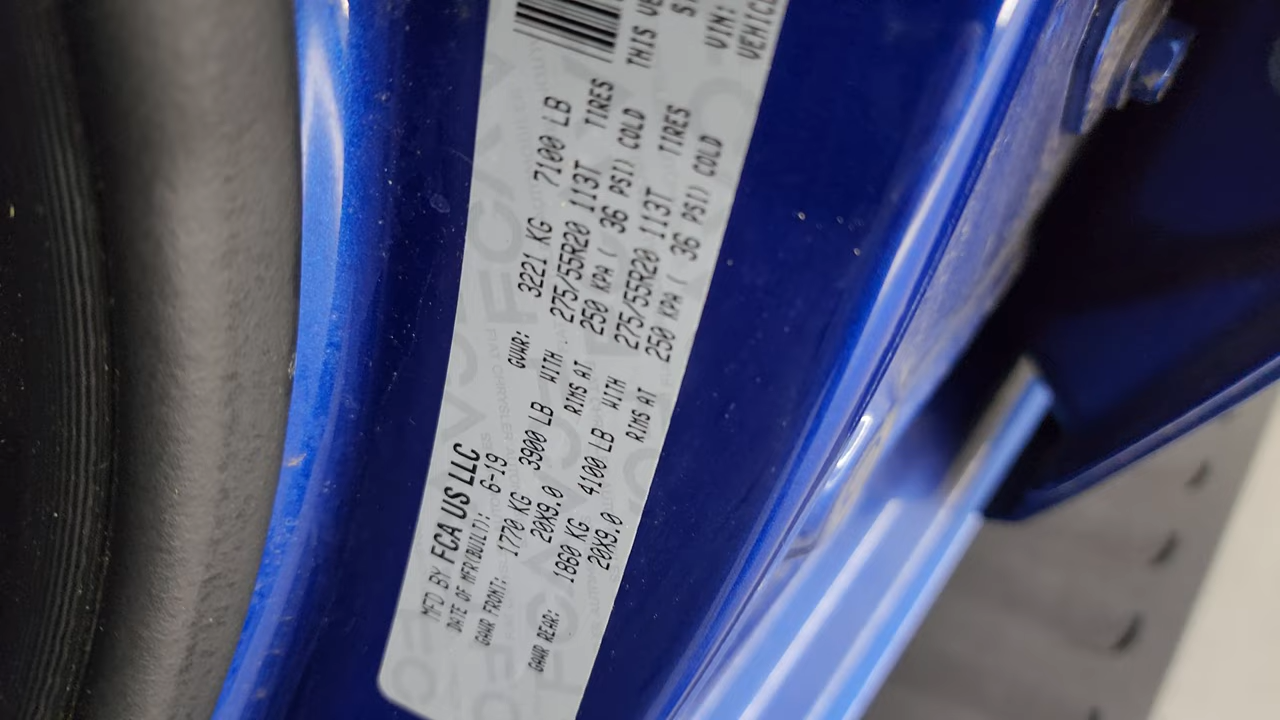 MFD BY FCA US LLC
DATE OF MFR(BUILT): 6-19 GVWR: 3221 KG 7100 LB
GAWR FRONT: 1770 KG 3900 LB WITH 275/55R20 113T TIRES
20X9.0 RIMS AT 250 KPA ( 36 PSI) COLD
GAWR REAR: 1860 KG 4100 LB WITH 275/55R20 113T TIRES
20X9.0 RIMS AT 250 KPA ( 36 PSI) COLD
THIS VE
VIN:
VEHICL